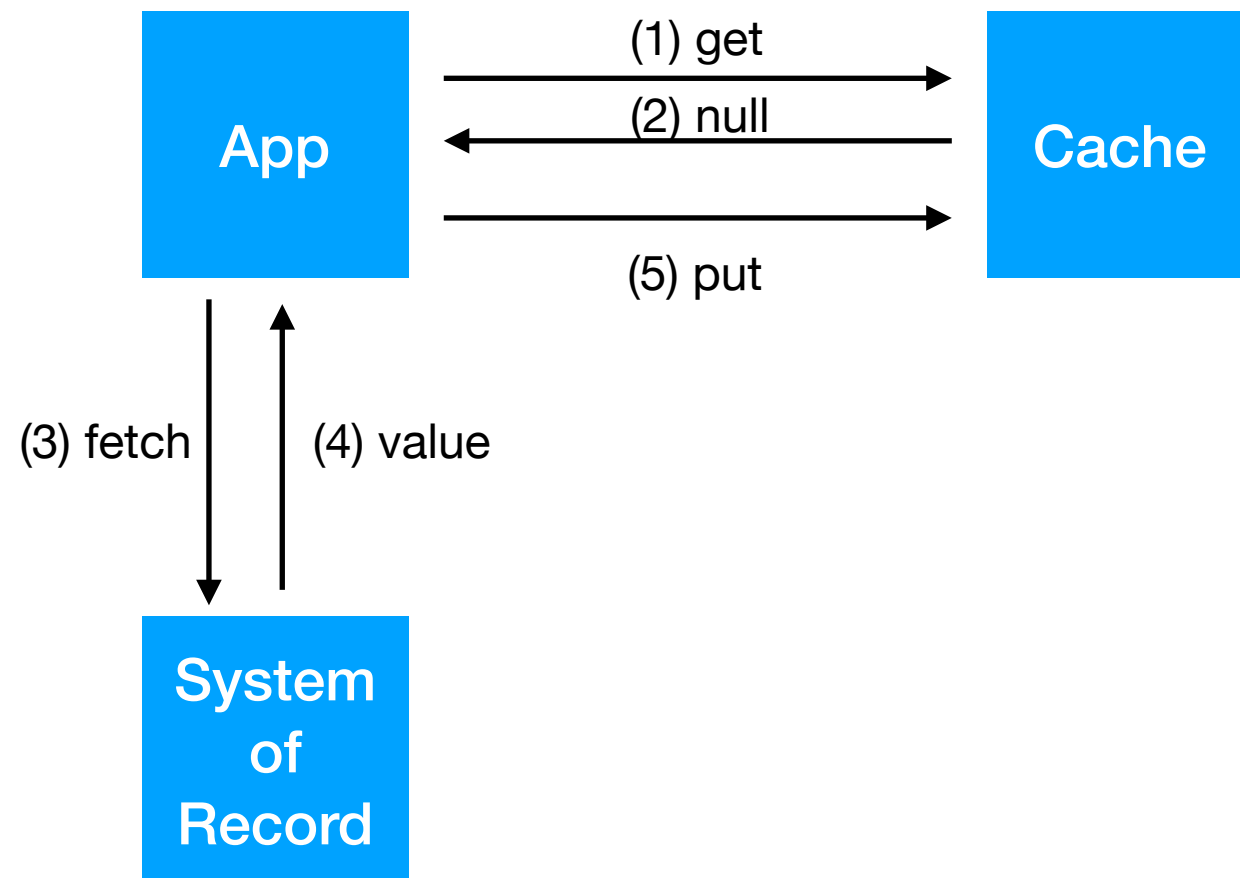 (1) get
(2) null
App
Cache
(5) put
(3) fetch
(4) value
System
of
Record